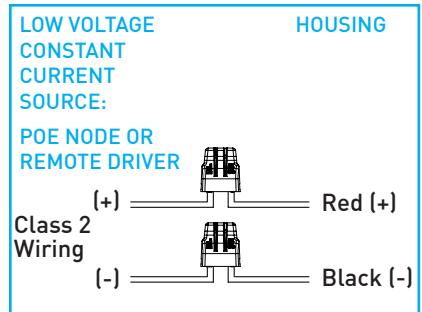 LOW VOLTAGE
CONSTANT
CURRENT
SOURCE:
HOUSING
POE NODE OR
REMOTE DRIVER
(+)
Red (+)
Class 2
Wiring
(-)
Black (-)